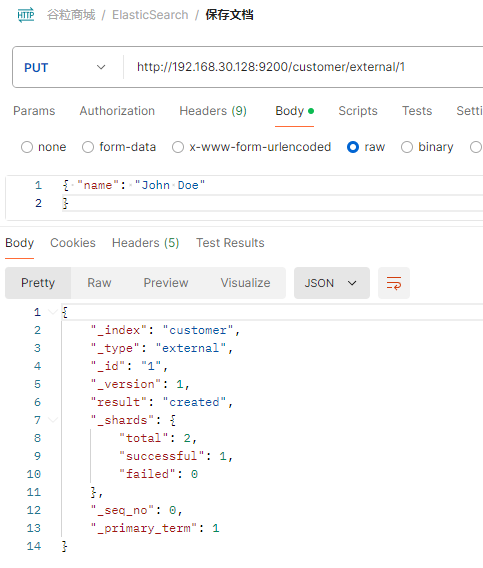 HTTP 谷粒商城 / ElasticSearch / 保存文档
PUT http://192.168.30.128:9200/customer/external/1
Params Authorization Headers (9) Body Scripts Tests Setti
none form-data x-www-form-urlencoded raw binary
1 { "name": "John Doe"
2 }
Body Cookies Headers (5) Test Results
Pretty Raw Preview Visualize JSON
1 {
2 "_index": "customer",
3 "_type": "external",
4 "_id": "1",
5 "_version": 1,
6 "result": "created",
7 "_shards": {
8 "total": 2,
9 "successful": 1,
10 "failed": 0
11 },
12 "_seq_no": 0,
13 "_primary_term": 1
14 }